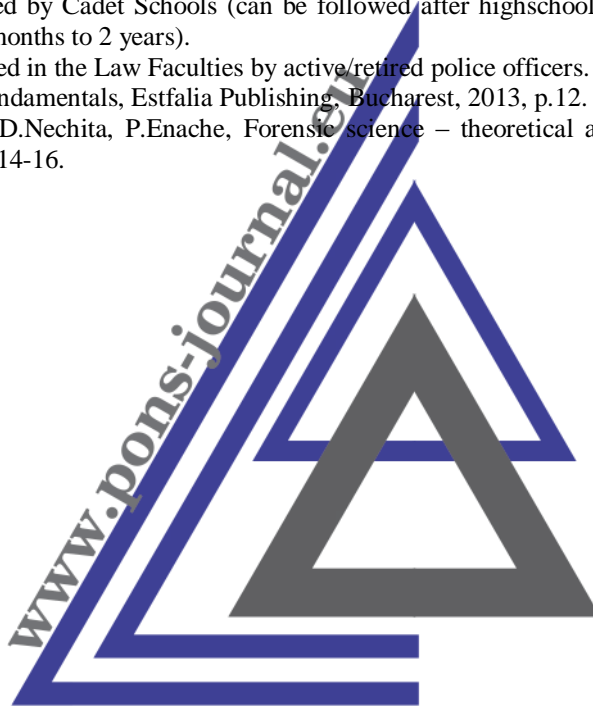 ed by Cadet Schools (can be followed after highschool
months to 2 years).
ed in the Law Faculties by active/retired police officers.
ndamentals, Estfalia Publishing, Bucharest, 2013, p.12.
D.Nechita, P.Enache, Forensic science – theoretical a
14-16.
www.pons-journal.eu